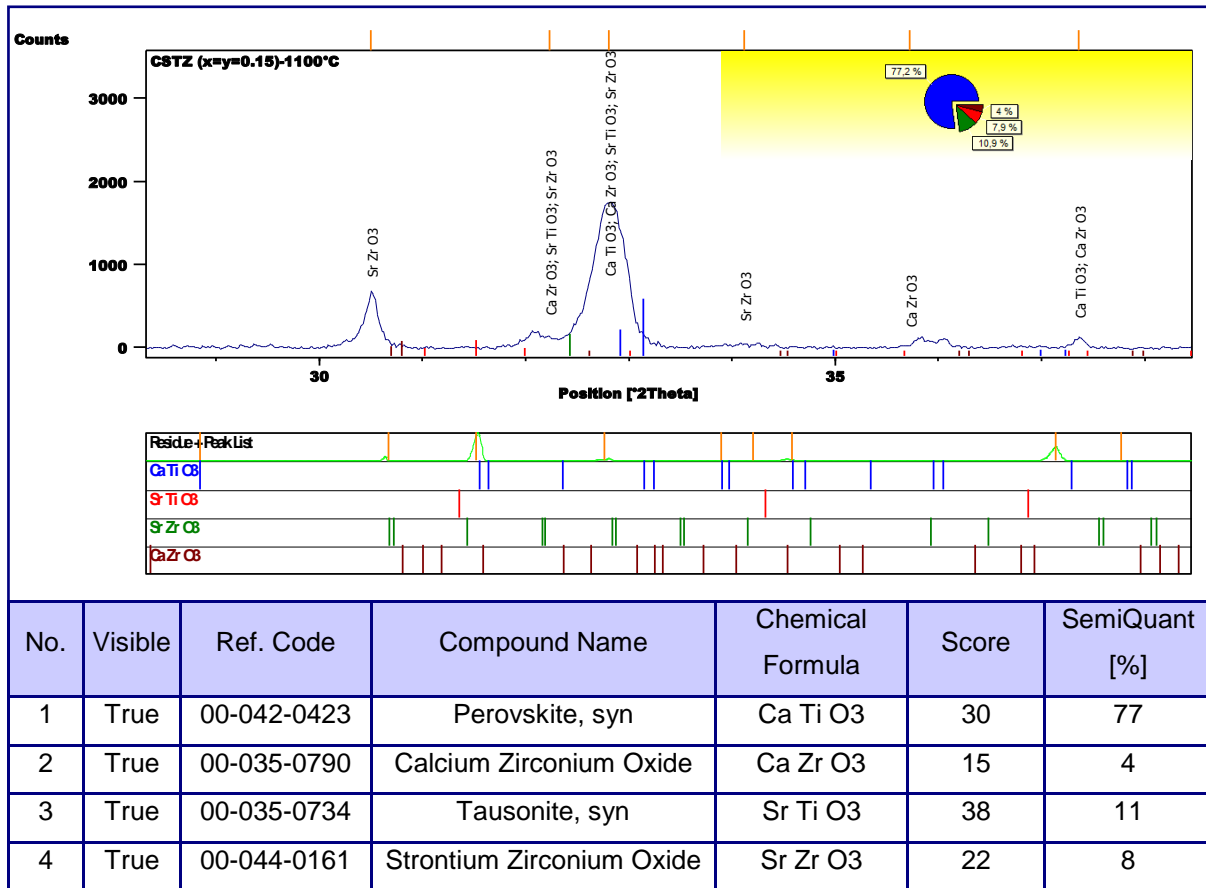 Counts
CSTZ (x=y=0.15)-1100°C
3000
2000
1000
0
Sr Zr O3
Ca Zr O3; Sr Ti O3; Sr Zr O3
Ca Ti O3; Ca Zr O3; Sr Ti O3; Sr Zr O3
Sr Zr O3
Ca Zr O3
Ca Ti O3; Ca Zr O3
77,2 %
4 %
7,9 %
10,9 %
30
35
Position [°2Theta]
Residue + Peak List
Ca Ti O3
Sr Ti O3
Sr Zr O3
Ca Zr O3
No. Visible Ref. Code Compound Name Chemical Formula Score SemiQuant [%]
1 True 00-042-0423 Perovskite, syn Ca Ti O3 30 77
2 True 00-035-0790 Calcium Zirconium Oxide Ca Zr O3 15 4
3 True 00-035-0734 Tausonite, syn Sr Ti O3 38 11
4 True 00-044-0161 Strontium Zirconium Oxide Sr Zr O3 22 8